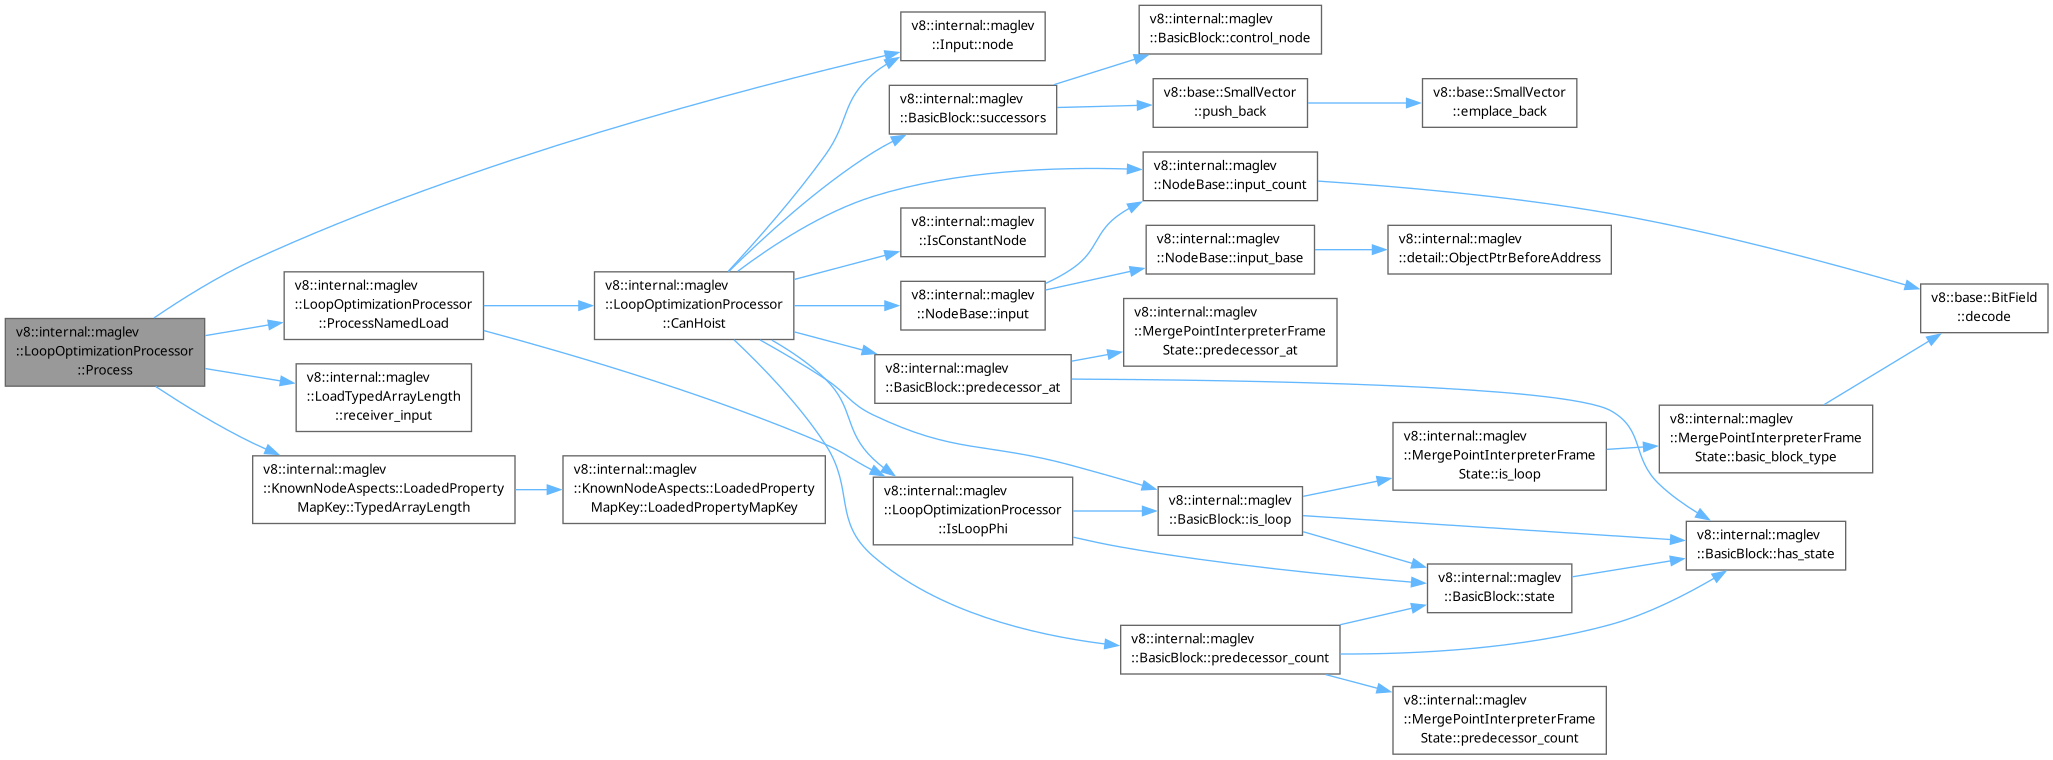 v8::internal::maglev
::LoopOptimizationProcessor
::Process
v8::internal::maglev
::Input::node
v8::internal::maglev
::LoopOptimizationProcessor
::ProcessNamedLoad
v8::internal::maglev
::LoopOptimizationProcessor
::CanHoist
v8::internal::maglev
::BasicBlock::successors
v8::internal::maglev
::BasicBlock::control_node
v8::base::SmallVector
::push_back
v8::base::SmallVector
::emplace_back
v8::internal::maglev
::NodeBase::input_count
v8::internal::maglev
::IsConstantNode
v8::internal::maglev
::NodeBase::input_base
v8::internal::maglev
::detail::ObjectPtrBeforeAddress
v8::internal::maglev
::NodeBase::input
v8::base::BitField
::decode
v8::internal::maglev
::MergePointInterpreterFrame
State::predecessor_at
v8::internal::maglev
::BasicBlock::predecessor_at
v8::internal::maglev
::LoadTypedArrayLength
::receiver_input
v8::internal::maglev
::KnownNodeAspects::LoadedProperty
MapKey::TypedArrayLength
v8::internal::maglev
::KnownNodeAspects::LoadedProperty
MapKey::LoadedPropertyMapKey
v8::internal::maglev
::LoopOptimizationProcessor
::IsLoopPhi
v8::internal::maglev
::BasicBlock::is_loop
v8::internal::maglev
::MergePointInterpreterFrame
State::is_loop
v8::internal::maglev
::MergePointInterpreterFrame
State::basic_block_type
v8::internal::maglev
::BasicBlock::has_state
v8::internal::maglev
::BasicBlock::state
v8::internal::maglev
::BasicBlock::predecessor_count
v8::internal::maglev
::MergePointInterpreterFrame
State::predecessor_count